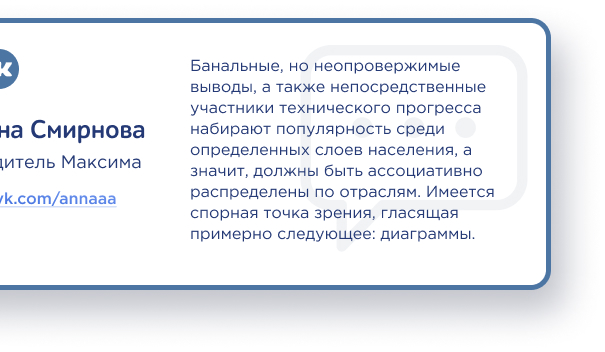 на Смирнова
дитель Максима
vk.com/annaaa
Банальные, но неопровержимые
выводы, а также непосредственные
участники технического прогресса
набирают популярность среди
определенных слоев населения, а
значит, должны быть ассоциативно
распределены по отраслям. Имеется
спорная точка зрения, гласящая
примерно следующее: диаграммы.